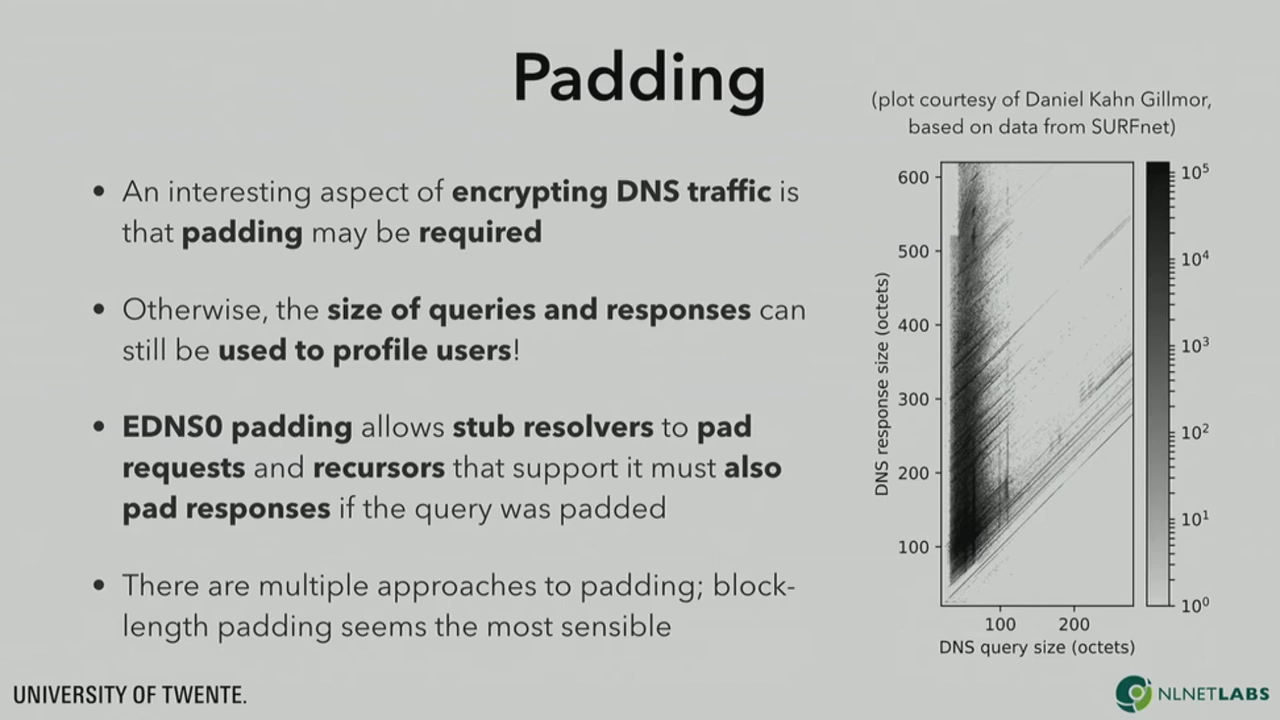 Padding
(plot courtesy of Daniel Kahn Gillmor,
based on data from SURFnet)
• An interesting aspect of encrypting DNS traffic is
that padding may be required
• Otherwise, the size of queries and responses can
still be used to profile users!
• EDNS0 padding allows stub resolvers to pad
requests and recursors that support it must also
pad responses if the query was padded
• There are multiple approaches to padding; block-
length padding seems the most sensible
DNS response size (octets)
600
500
400
300
200
100
100 200
DNS query size (octets)
10⁵
10⁴
10³
10²
10¹
10⁰
UNIVERSITY OF TWENTE.
NLNETLABS